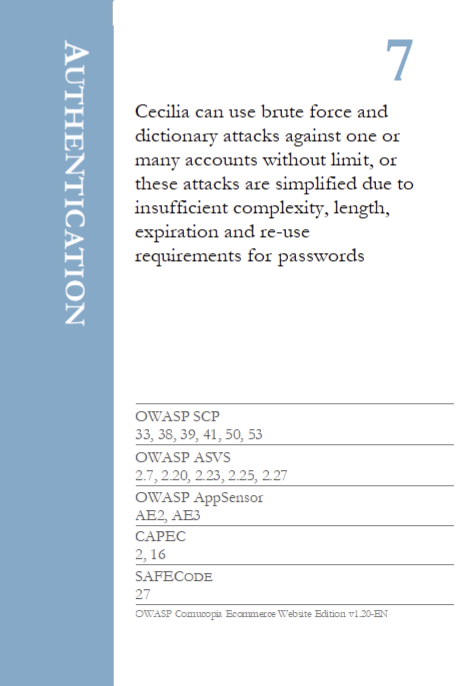 AUTHENTICATION
7
Cecilia can use brute force and
dictionary attacks against one or
many accounts without limit, or
these attacks are simplified due to
insufficient complexity, length,
expiration and re-use
requirements for passwords
OWASP SCP
33, 38, 39, 41, 50, 53
OWASP ASVS
2.7, 2.20, 2.23, 2.25, 2.27
OWASP AppSensor
AE2, AE3
CAPEC
2, 16
SAFECODE
27
OWASP Cornucopia Ecommerce Website Edition v1.20-EN